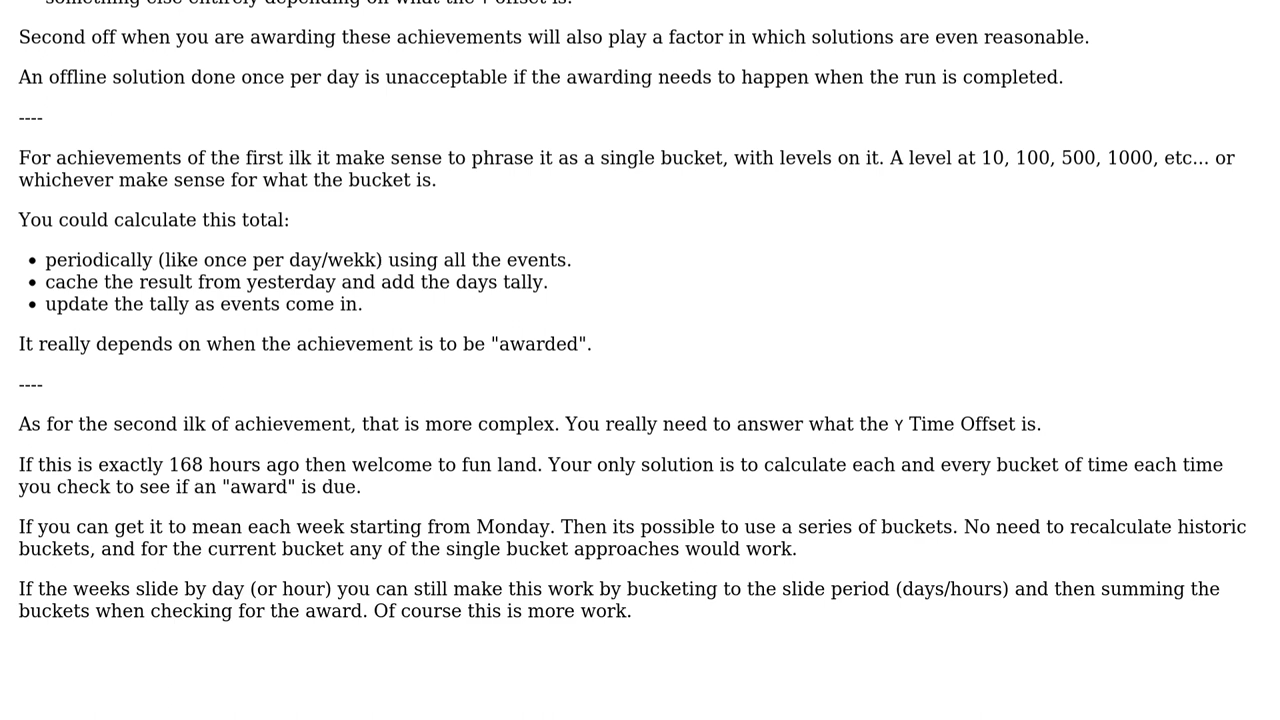 something else entirely depending on what the Y offset is.
Second off when you are awarding these achievements will also play a factor in which solutions are even reasonable.
An offline solution done once per day is unacceptable if the awarding needs to happen when the run is completed.
----
For achievements of the first ilk it make sense to phrase it as a single bucket, with levels on it. A level at 10, 100, 500, 1000, etc... or
whichever make sense for what the bucket is.
You could calculate this total:
• periodically (like once per day/wekk) using all the events.
• cache the result from yesterday and add the days tally.
• update the tally as events come in.
It really depends on when the achievement is to be "awarded".
----
As for the second ilk of achievement, that is more complex. You really need to answer what the Y Time Offset is.
If this is exactly 168 hours ago then welcome to fun land. Your only solution is to calculate each and every bucket of time each time
you check to see if an "award" is due.
If you can get it to mean each week starting from Monday. Then its possible to use a series of buckets. No need to recalculate historic
buckets, and for the current bucket any of the single bucket approaches would work.
If the weeks slide by day (or hour) you can still make this work by bucketing to the slide period (days/hours) and then summing the
buckets when checking for the award. Of course this is more work.